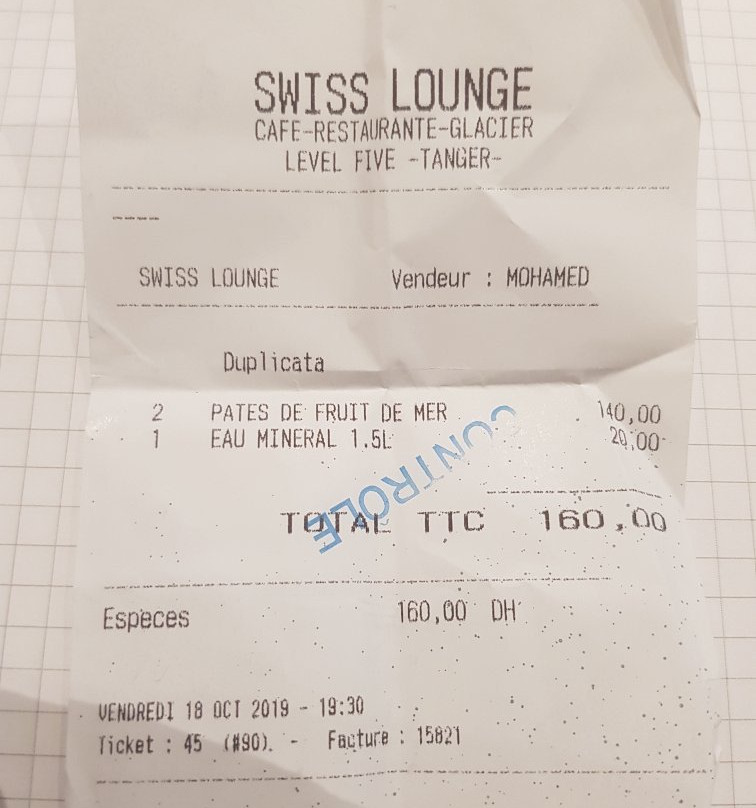 SWISS LOUNGE
CAFE-RESTAURANTE-GLACIER
LEVEL FIVE -TANGER-
SWISS LOUNGE Vendeur : MOHAMED
Duplicata
2 PATES DE FRUIT DE MER 140,00
1 EAU MINERAL 1.5L 20,00
CONTROLE
TOTAL TTC 160,00
Especes 160,00 DH
VENDREDI 18 OCT 2019 - 19:30
Ticket : 45 (#90). - Facture : 15821